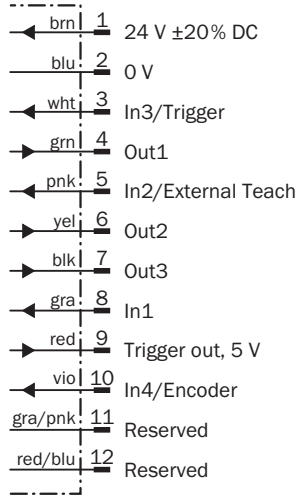 brn 1 24 V ±20% DC
blu 2 0 V
wht 3 In3/Trigger
grn 4 Out1
pnk 5 In2/External Teach
yel 6 Out2
blk 7 Out3
gra 8 In1
red 9 Trigger out, 5 V
vio 10 In4/Encoder
gra/pnk 11 Reserved
red/blu 12 Reserved